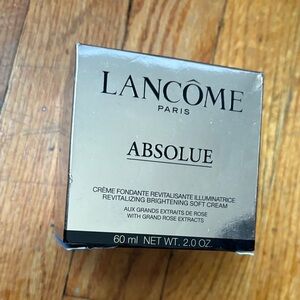 LANCÔME
PARIS
ABSOLUE
CRÈME FONDANTE REVITALISANTE ILLUMINATRICE
REVITALIZING BRIGHTENING SOFT CREAM
AUX GRANDS EXTRAITS DE ROSE
WITH GRAND ROSE EXTRACTS
60 ml NET WT. 2.0 OZ.